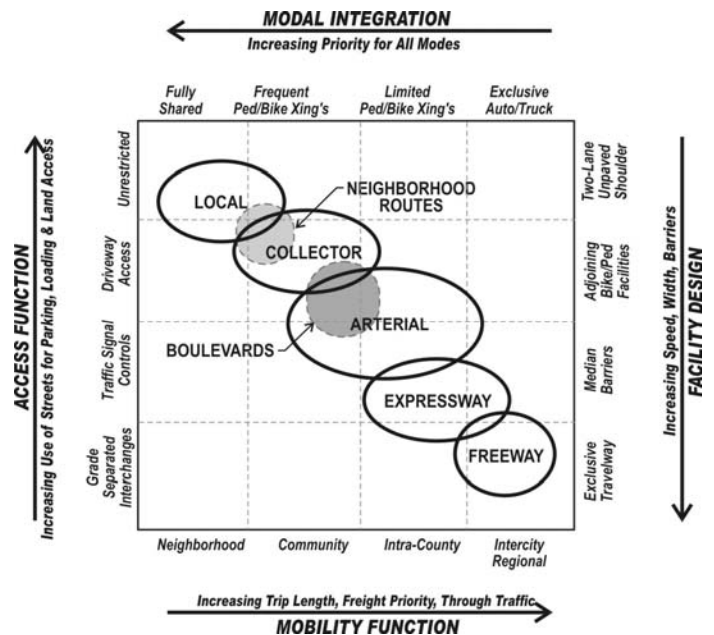 MODAL INTEGRATION
Increasing Priority for All Modes
Fully
Shared
Frequent
Ped/Bike Xing's
Limited
Ped/Bike Xing's
Exclusive
Auto/Truck
ACCESS FUNCTION
Increasing Use of Streets for Parking, Loading & Land Access
Unrestricted
Driveway
Access
Traffic Signal
Controls
Grade
Separated
Interchanges
LOCAL
NEIGHBORHOOD
ROUTES
COLLECTOR
BOULEVARDS
ARTERIAL
EXPRESSWAY
FREEWAY
Two-Lane
Unpaved
Shoulder
Adjoining
Bike/Ped
Facilities
Median
Barriers
Exclusive
Travelway
Increasing Speed, Width, Barriers
FACILITY DESIGN
Neighborhood
Community
Intra-County
Intercity
Regional
Increasing Trip Length, Freight Priority, Through Traffic
MOBILITY FUNCTION